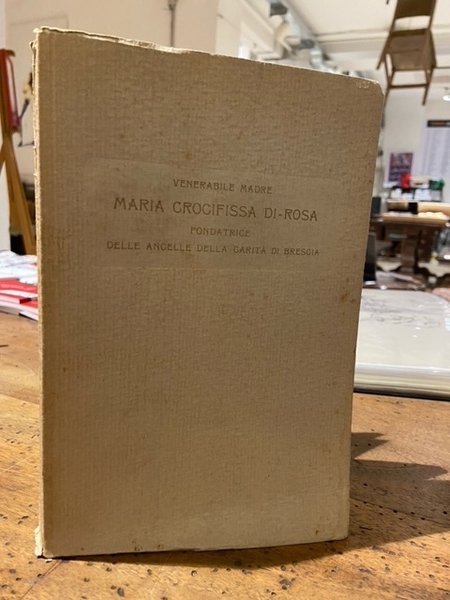 VENERABILE MADRE
MARIA CROCIFISSA DI-ROSA
FONDATRICE
DELLE ANCELLE DELLA CARITÀ DI BRESCIA